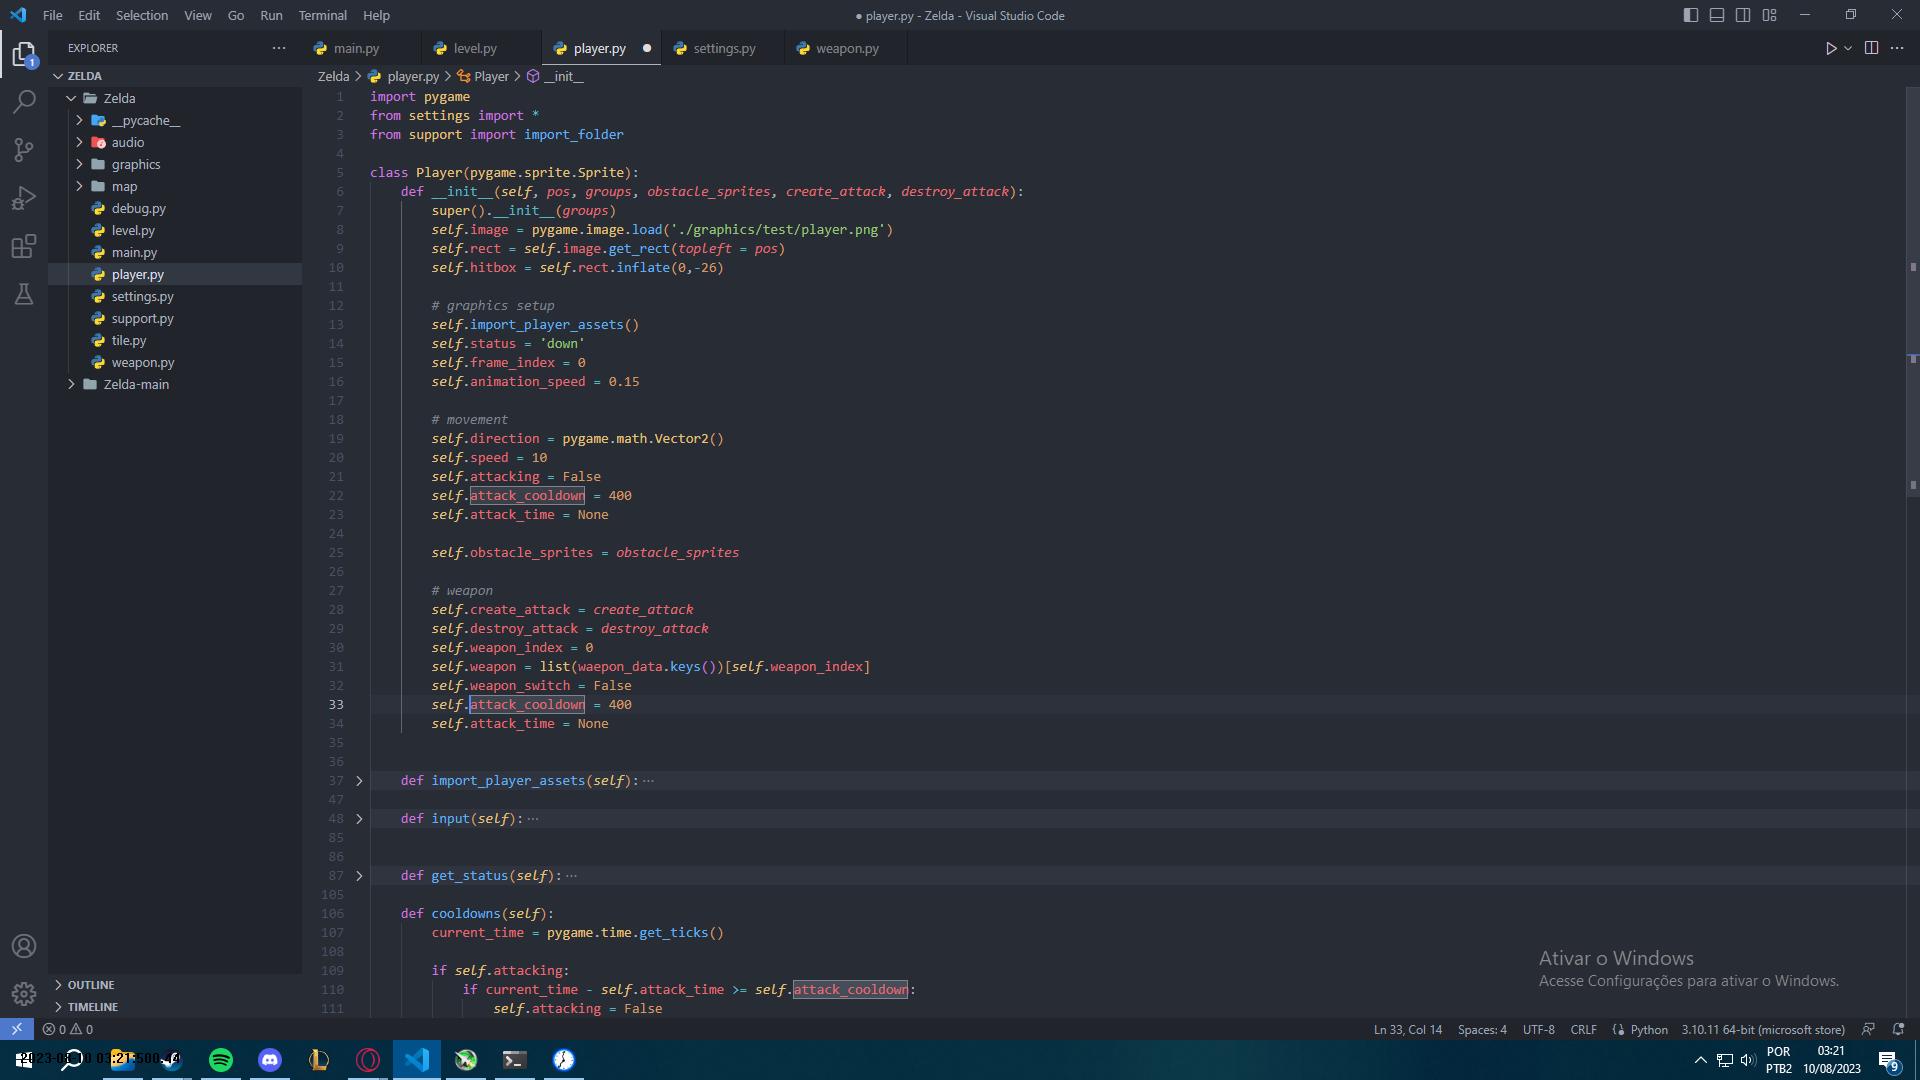 File Edit Selection View Go Run Terminal Help
● player.py - Zelda - Visual Studio Code
EXPLORER
main.py level.py player.py settings.py weapon.py
1
ZELDA
Zelda
__pycache__
audio
graphics
map
debug.py
level.py
main.py
player.py
settings.py
support.py
tile.py
weapon.py
Zelda-main
OUTLINE
TIMELINE
Zelda > player.py > Player > __init__
1 import pygame
2 from settings import *
3 from support import import_folder
4
5 class Player(pygame.sprite.Sprite):
6 def __init__(self, pos, groups, obstacle_sprites, create_attack, destroy_attack):
7 super().__init__(groups)
8 self.image = pygame.image.load('./graphics/test/player.png')
9 self.rect = self.image.get_rect(topleft = pos)
10 self.hitbox = self.rect.inflate(0,-26)
11
12 # graphics setup
13 self.import_player_assets()
14 self.status = 'down'
15 self.frame_index = 0
16 self.animation_speed = 0.15
17
18 # movement
19 self.direction = pygame.math.Vector2()
20 self.speed = 10
21 self.attacking = False
22 self.attack_cooldown = 400
23 self.attack_time = None
24
25 self.obstacle_sprites = obstacle_sprites
26
27 # weapon
28 self.create_attack = create_attack
29 self.destroy_attack = destroy_attack
30 self.weapon_index = 0
31 self.weapon = list(waepon_data.keys())[self.weapon_index]
32 self.weapon_switch = False
33 self.attack_cooldown = 400
34 self.attack_time = None
35
36
37 def import_player_assets(self): ...
47
48 def input(self): ...
85
86
87 def get_status(self): ...
105
106 def cooldowns(self):
107 current_time = pygame.time.get_ticks()
108
109 if self.attacking:
110 if current_time - self.attack_time >= self.attack_cooldown:
111 self.attacking = False
Ativar o Windows
Acesse Configurações para ativar o Windows.
0 0 Ln 33, Col 14 Spaces: 4 UTF-8 CRLF Python 3.10.11 64-bit (microsoft store)
POR
PTB2
03:21
10/08/2023
9